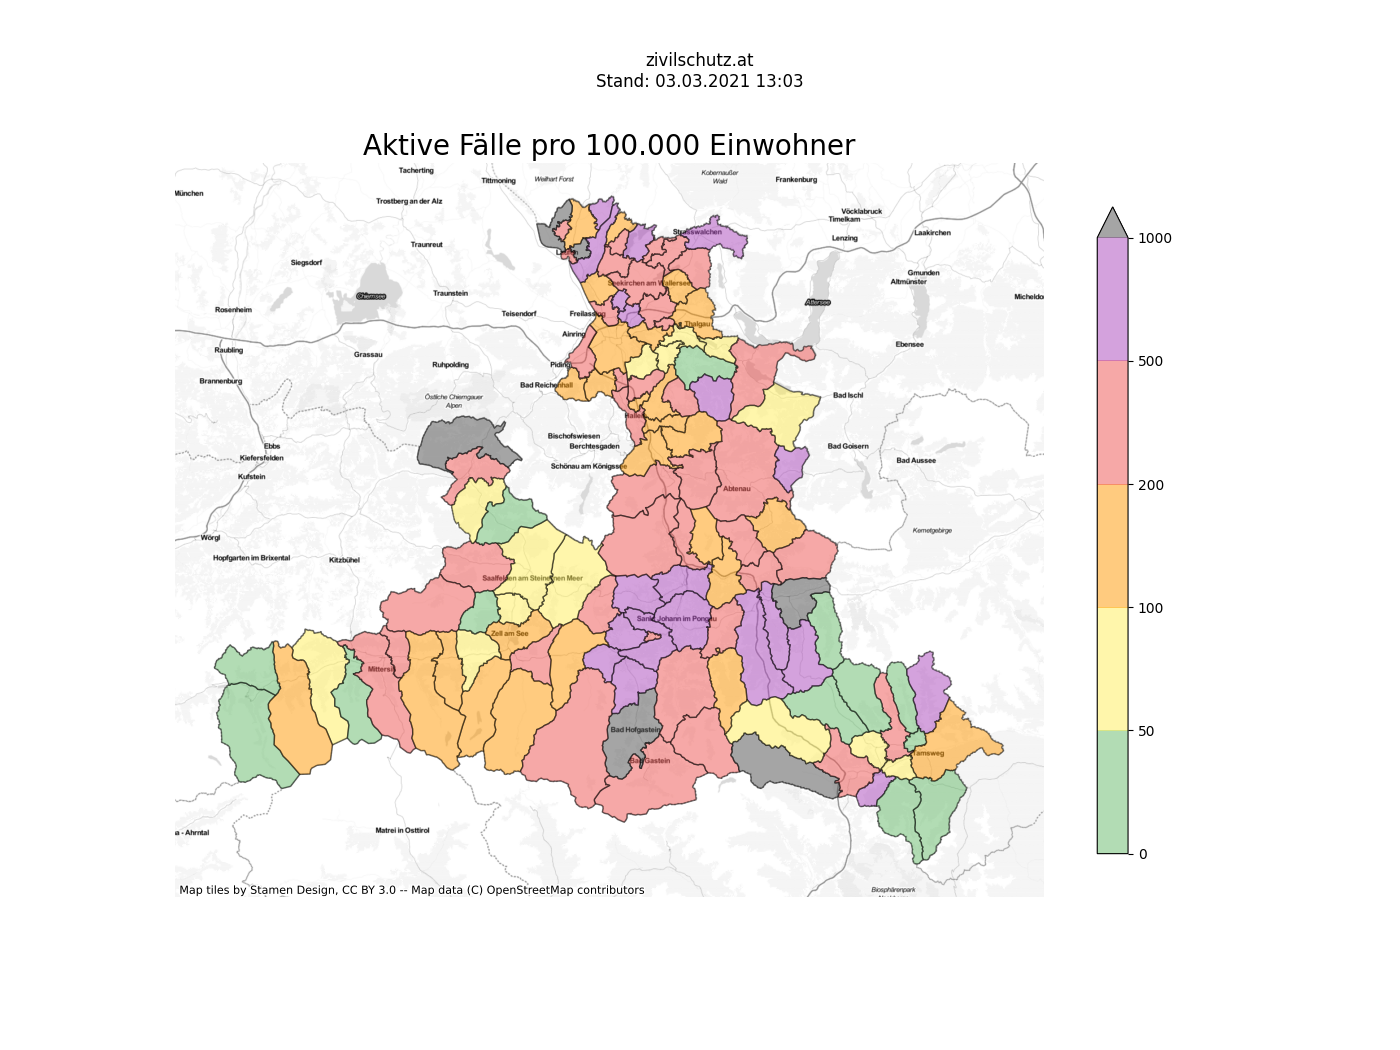 zivilschutz.at
Stand: 03.03.2021 13:03
Aktive Fälle pro 100.000 Einwohner
Tacherting
Tittmoning
Weilhart Forst
Kobernaußer
Wald
Frankenburg
München
Trostberg an der Alz
Vöcklabruck
Timelkam
Strasswalchen
Laakirchen
Lenzing
Traunreut
Siegsdorf
Gmunden
Altmünster
Seekirchen am Wallersee
Traunstein
Chiemsee
Attersee
Rosenheim
Teisendorf
Freilassing
Thalgau
Ainring
Ebensee
Raubling
Grassau
Ruhpolding
Piding
Brannenburg
Bad Reichenhall
Östliche Chiemgauer
Alpen
Bad Ischl
Bischofswiesen
Berchtesgaden
Ebbs
Kiefersfelden
Bad Goisern
Bad Aussee
Schönau am Königssee
Kufstein
Abtenau
Kemetgebirge
Wörgl
Hopfgarten im Brixental
Kitzbühel
Saalfelden am Steinernen Meer
Sankt Johann im Pongau
Zell am See
Bad Hofgastein
Tamsweg
Bad Gastein
Matrei in Osttirol
Biosphärenpark
Map tiles by Stamen Design, CC BY 3.0 -- Map data (C) OpenStreetMap contributors
1000
500
200
100
50
0